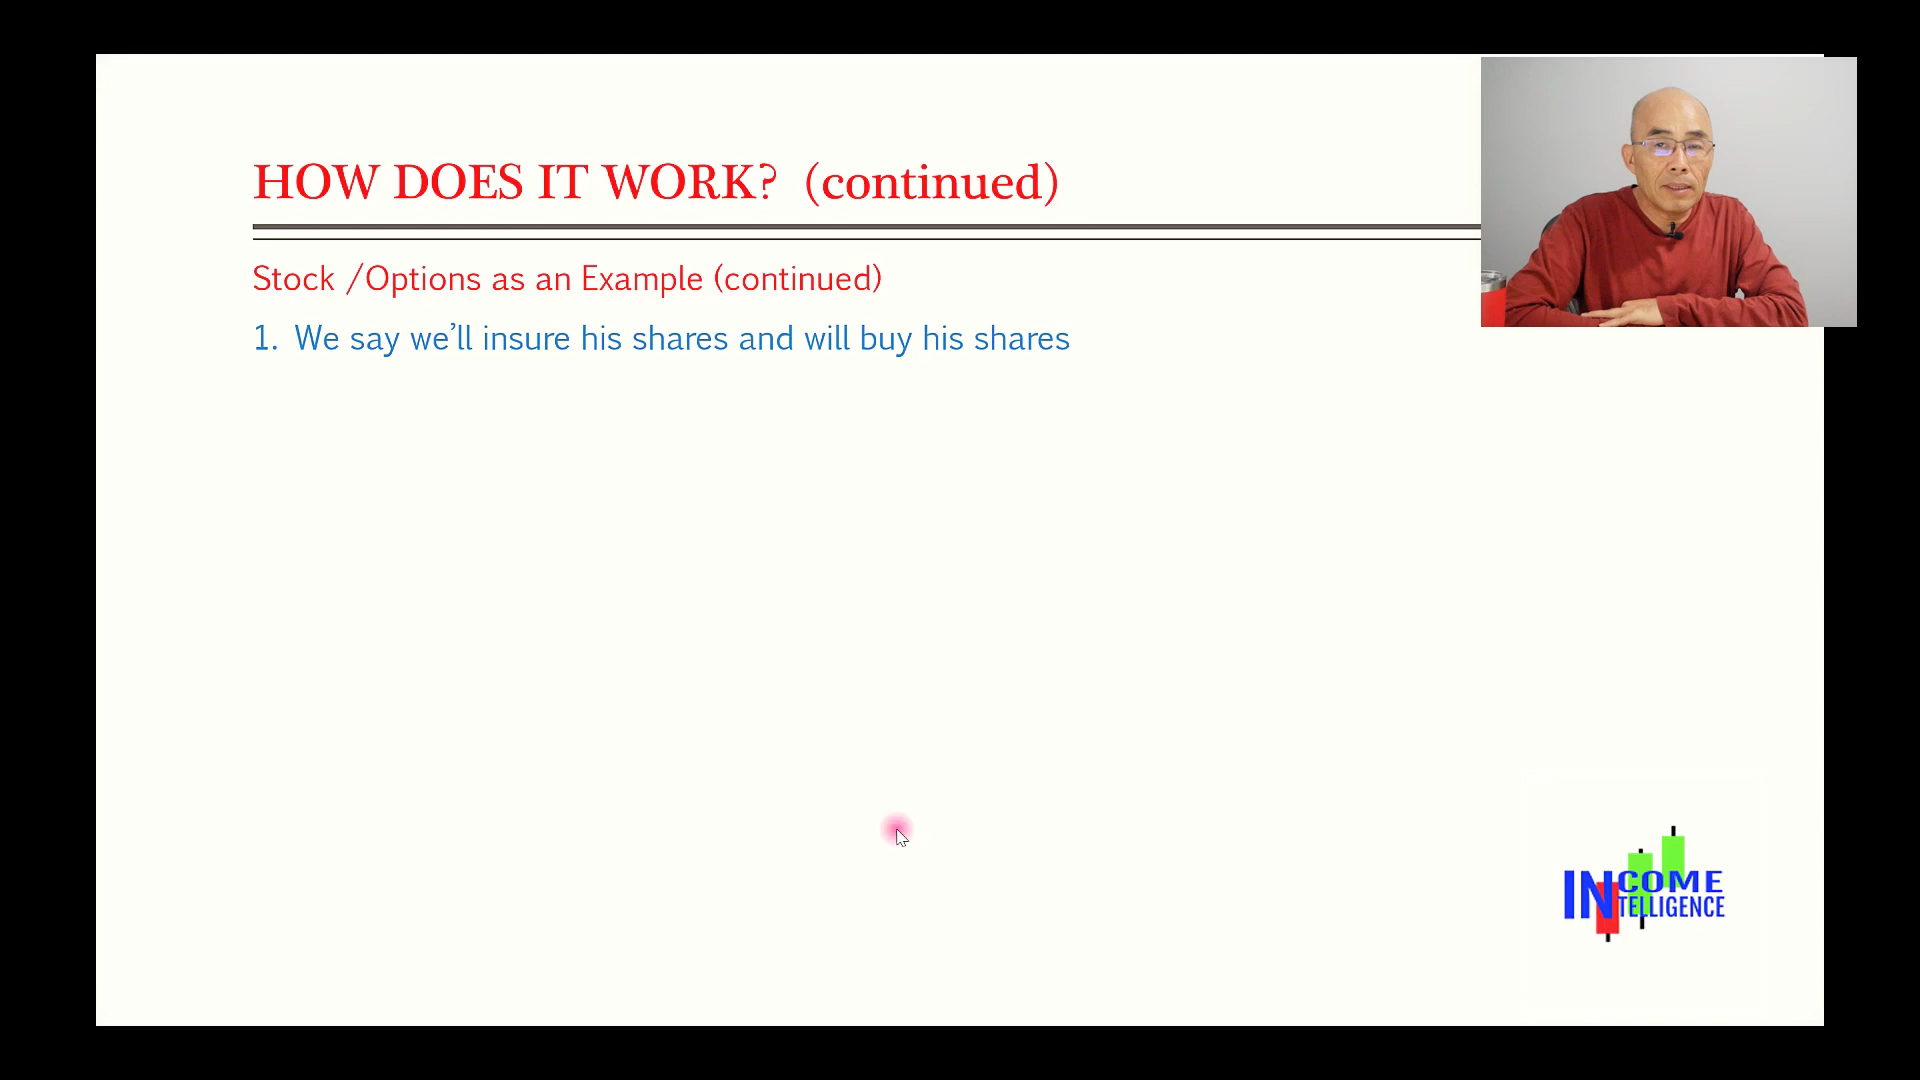 HOW DOES IT WORK? (continued)
Stock /Options as an Example (continued)
1. We say we’ll insure his shares and will buy his shares
INCOME
TELLIGENCE